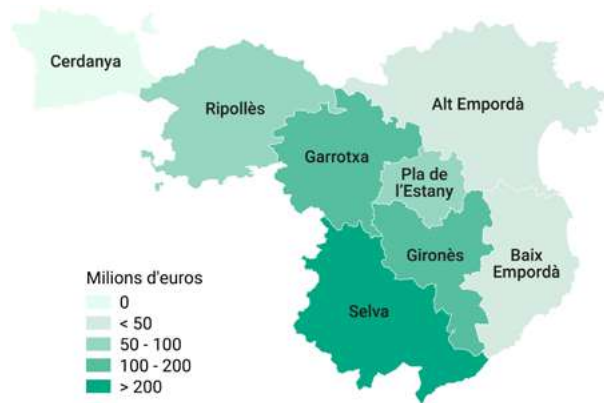 Cerdanya
Ripollès
Alt Empordà
Garrotxa
Pla de
l'Estany
Gironès
Baix
Empordà
Selva
Milions d'euros
0
< 50
50 - 100
100 - 200
> 200